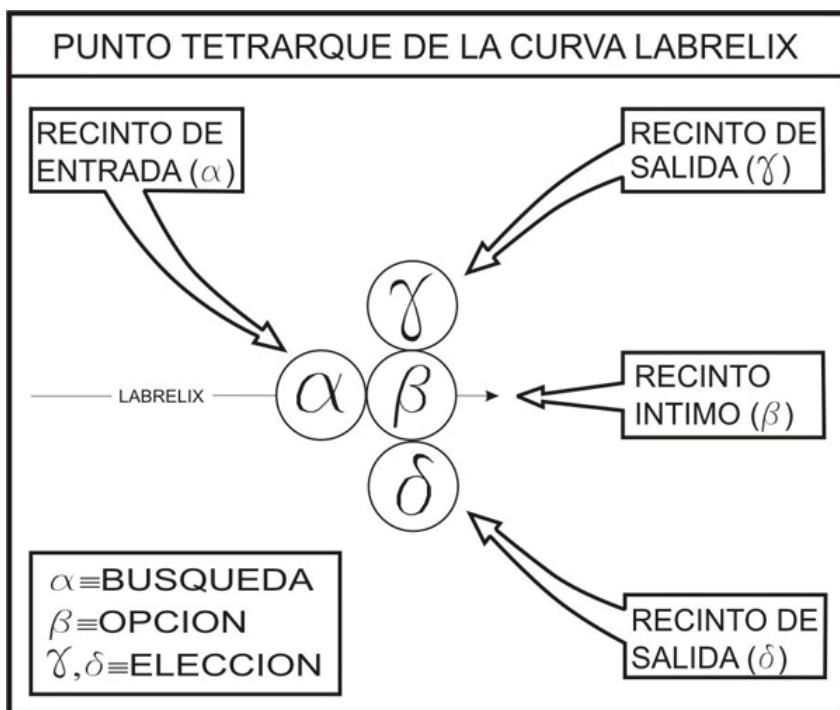 PUNTO TETRARQUE DE LA CURVA LABRELIX
RECINTO DE
ENTRADA (α)
RECINTO DE
SALIDA (γ)
γ
α
β
LABRELIX
RECINTO
INTIMO (β)
δ
α≡BUSQUEDA
β≡OPCION
γ,δ≡ELECCION
RECINTO DE
SALIDA (δ)